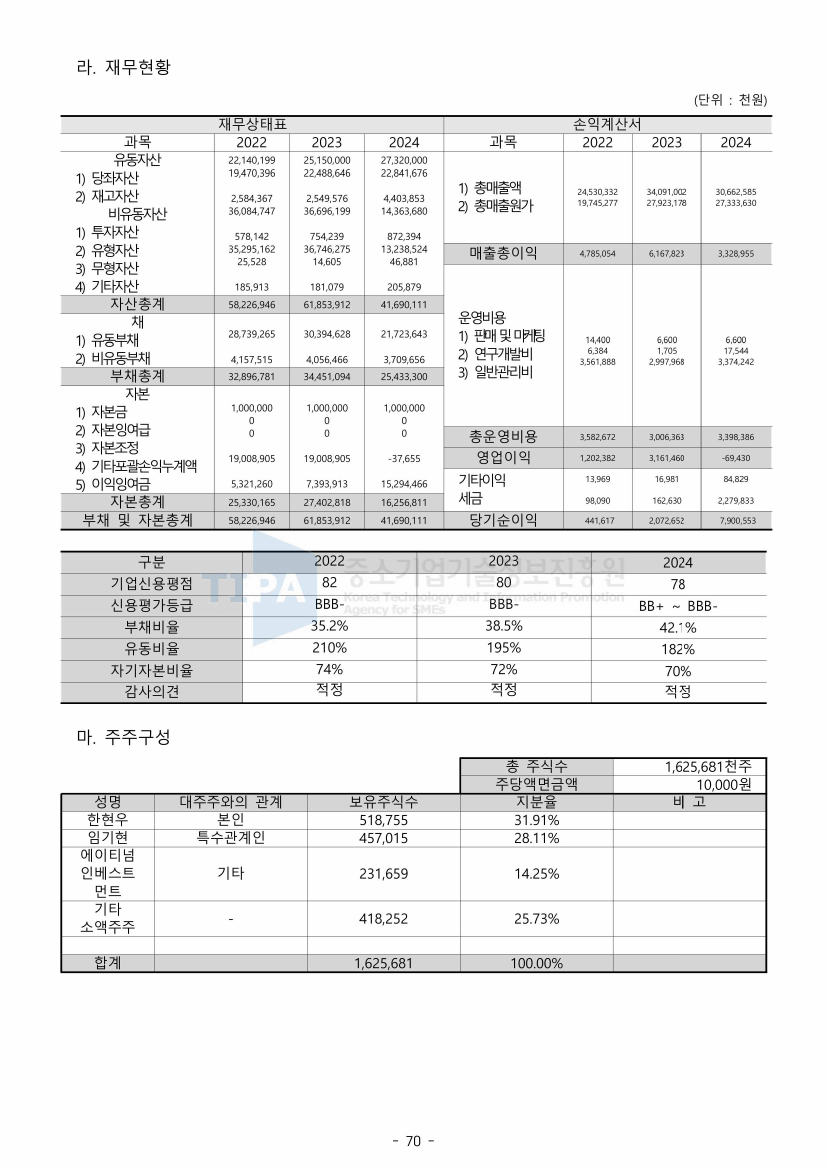 라. 재무현황
(단위 : 천원)
재무상태표 손익계산서
과목 2022 2023 2024 과목 2022 2023 2024
유동자산 22,140,199 25,150,000 27,320,000
1) 당좌자산 19,470,396 22,488,646 22,841,676
2) 재고자산 2,584,367 2,549,576 4,403,853
비유동자산 36,084,747 36,696,199 14,363,680
1) 투자자산 578,142 754,239 872,394
2) 유형자산 35,295,162 36,746,275 13,238,524
3) 무형자산 25,528 14,605 46,881
4) 기타자산 185,913 181,079 205,879
자산총계 58,226,946 61,853,912 41,690,111
채
1) 유동부채 28,739,265 30,394,628 21,723,643
2) 비유동부채 4,157,515 4,056,466 3,709,656
부채총계 32,896,781 34,451,094 25,433,300
자본
1) 자본금 1,000,000 1,000,000 1,000,000
2) 자본잉여급 0 0 0
3) 자본조정 0 0 0
4) 기타포괄손익누계액 19,008,905 19,008,905 -37,655
5) 이익잉여금 5,321,260 7,393,913 15,294,466
자본총계 25,330,165 27,402,818 16,256,811
부채 및 자본총계 58,226,946 61,853,912 41,690,111
1) 총매출액 24,530,332 34,091,002 30,662,585
2) 총매출원가 19,745,277 27,923,178 27,333,630
매출총이익 4,785,054 6,167,823 3,328,955
운영비용
1) 판매 및 마케팅 14,400 6,600 6,600
2) 연구개발비 6,384 1,705 17,544
3) 일반관리비 3,561,888 2,997,968 3,374,242
총운영비용 3,582,672 3,006,363 3,398,386
영업이익 1,202,382 3,161,460 -69,430
기타이익 13,969 16,981 84,829
세금 98,090 162,630 2,279,833
당기순이익 441,617 2,072,652 7,900,553
구분 2022 2023 2024
기업신용평점 82 80 78
신용평가등급 BBB- BBB- BB+ ~ BBB-
부채비율 35.2% 38.5% 42.1%
유동비율 210% 195% 182%
자기자본비율 74% 72% 70%
감사의견 적정 적정 적정
TIPA 중소기업기술정보진흥원
Korea Technology and Information Promotion
Agency for SMEs
마. 주주구성
총 주식수 1,625,681천주
주당액면금액 10,000원
성명 대주주와의 관계 보유주식수 지분율 비 고
한현우 본인 518,755 31.91%
임기현 특수관계인 457,015 28.11%
에이티넘
인베스트
먼트 기타 231,659 14.25%
기타
소액주주 - 418,252 25.73%
합계 1,625,681 100.00%
- 70 -